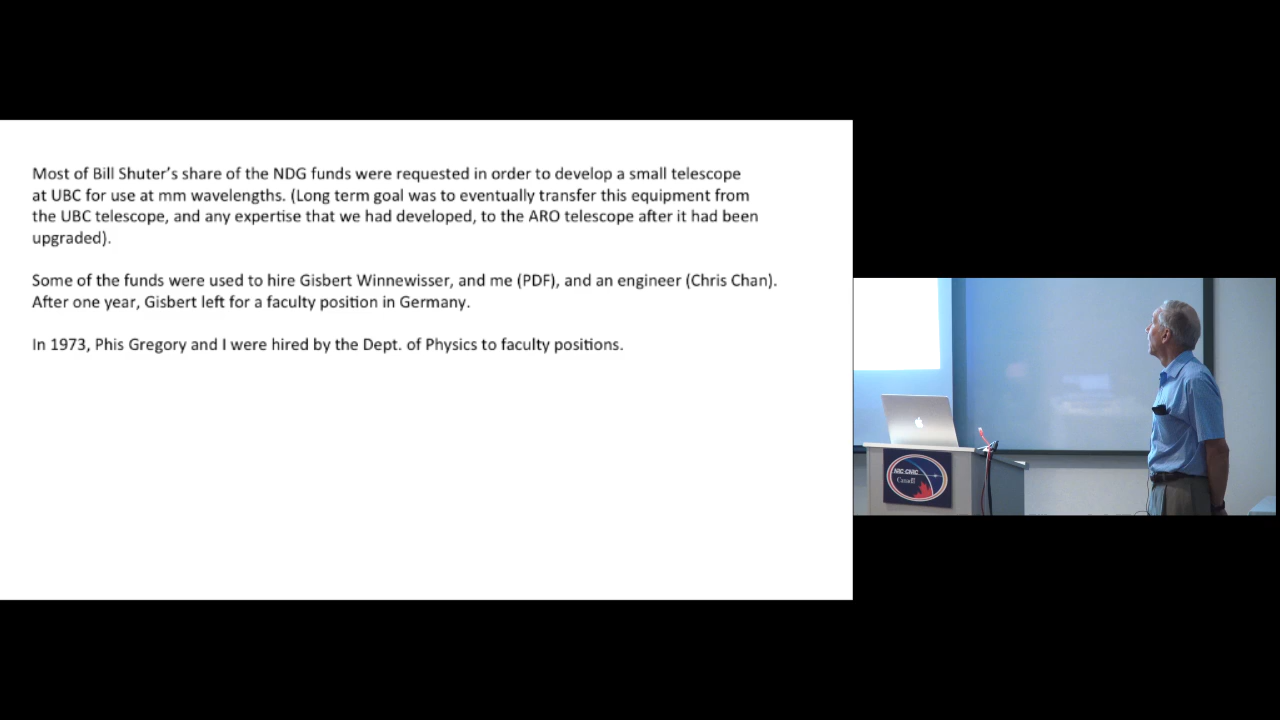 Most of Bill Shuter's share of the NDG funds were requested in order to develop a small telescope
at UBC for use at mm wavelengths. (Long term goal was to eventually transfer this equipment from
the UBC telescope, and any expertise that we had developed, to the ARO telescope after it had been
upgraded).
Some of the funds were used to hire Gisbert Winnewisser, and me (PDF), and an engineer (Chris Chan).
After one year, Gisbert left for a faculty position in Germany.
In 1973, Phis Gregory and I were hired by the Dept. of Physics to faculty positions.
NRC·CNRC
Canada